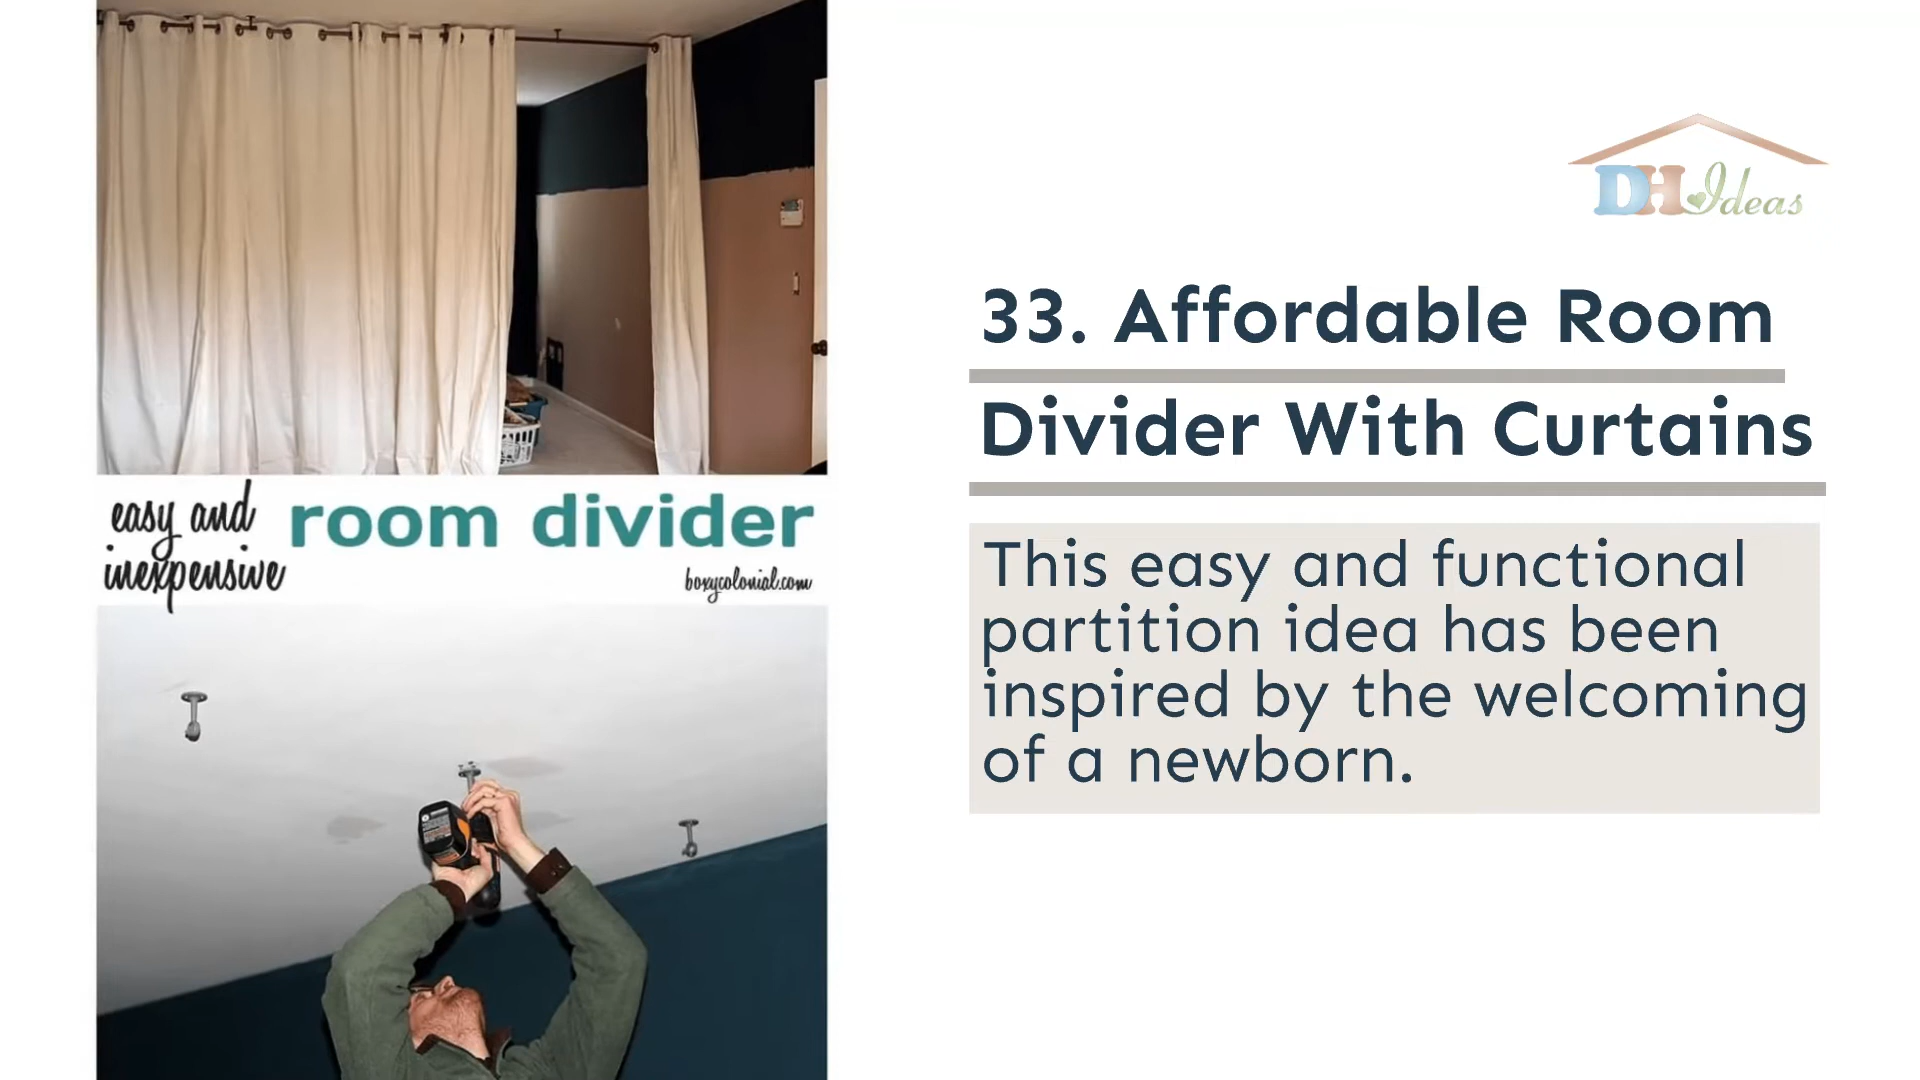 easy and
inexpensive
room divider
boxycolonial.com
DH Ideas
33. Affordable Room
Divider With Curtains
This easy and functional
partition idea has been
inspired by the welcoming
of a newborn.